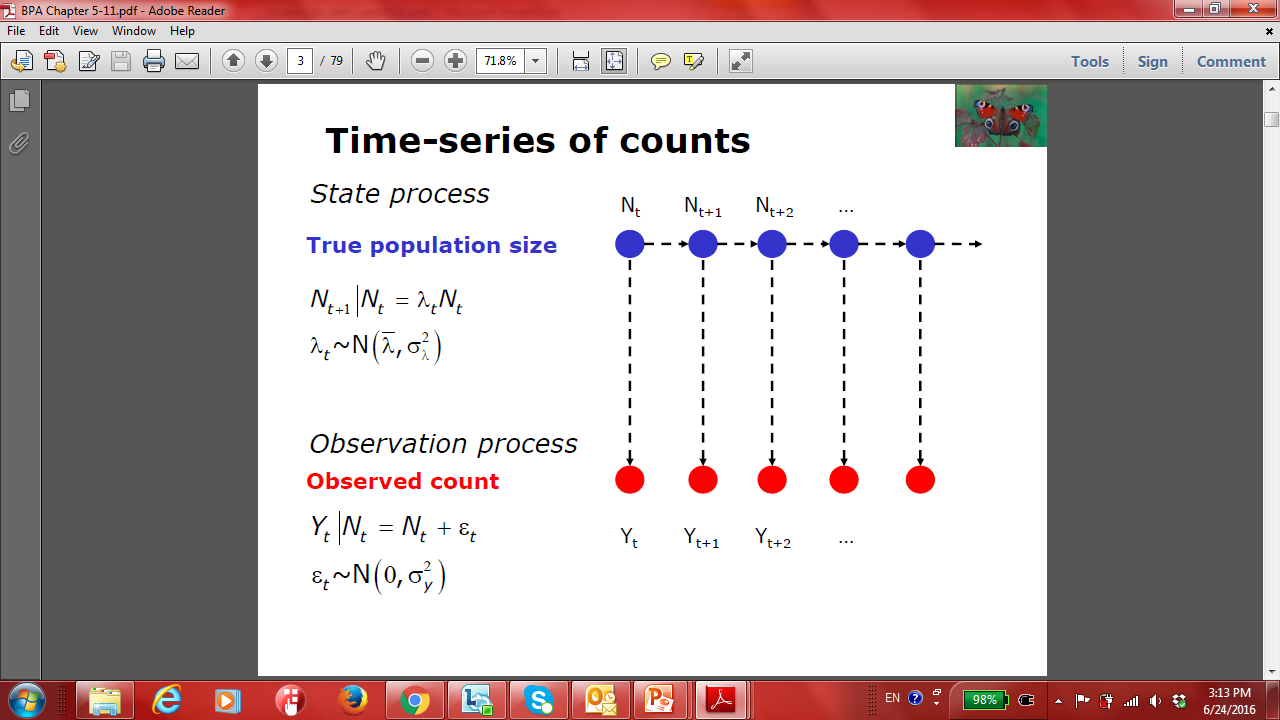 BPA Chapter 5-11.pdf - Adobe Reader
File Edit View Window Help
3 / 79 71.8% Tools Sign Comment
Time-series of counts
State process
True population size
N_{t+1} | N_t = λ_t N_t
λ_t ~ N(λ̅, σ²_λ)
N_t N_{t+1} N_{t+2} ...
Observation process
Observed count
Y_t | N_t = N_t + ε_t
ε_t ~ N(0, σ²_y)
Y_t Y_{t+1} Y_{t+2} ...
EN 98% 3:13 PM
6/24/2016